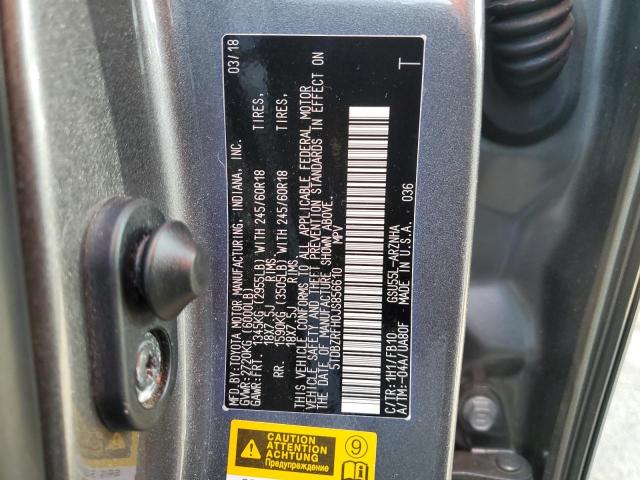 MFD.BY:TOYOTA MOTOR MANUFACTURING, INDIANA, INC. 03/18
GVWR:2720KG (6000LB)
GAWR:FRT. 1345KG (2955LB) WITH 245/60R18 TIRES,
18X7.5J RIMS,
RR. 1590KG (3505LB) WITH 245/60R18 TIRES,
18X7.5J RIMS,
THIS VEHICLE CONFORMS TO ALL APPLICABLE FEDERAL MOTOR
VEHICLE SAFETY AND THEFT PREVENTION STANDARDS IN EFFECT ON
THE DATE OF MANUFACTURE SHOWN ABOVE.
5TDBZRFH0JS856610 MPV
C/TR:1H1/FB10 GSU55L-ARZNHA T
A/TM:-04A/UA80F MADE IN U.S.A. 036
CAUTION
ATTENTION
ACHTUNG
Предупреждение
9